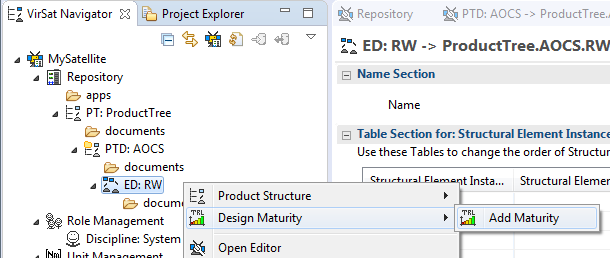 VirSat Navigator
Project Explorer
MySatellite
Repository
apps
PT: ProductTree
documents
PTD: AOCS
documents
ED: RW
docume
Role Management
Discipline: System
Unit Management
Product Structure
TRL Design Maturity
Open Editor
TRL Add Maturity
Repository
PTD: AOCS -> ProductTree.AOCS
ED: RW -> ProductTree.AOCS.RW
Name Section
Name
Table Section for: Structural Element Instance
Use these Tables to change the order of Structur
Structural Element Insta... Structural Elemen